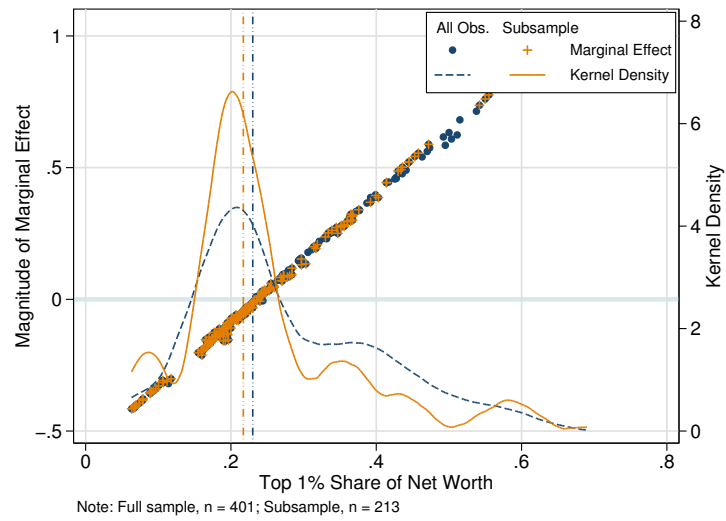 All Obs. Subsample
Marginal Effect
Kernel Density
1
.5
0
-.5
Magnitude of Marginal Effect
8
6
4
2
0
Kernel Density
0 .2 .4 .6 .8
Top 1% Share of Net Worth
Note: Full sample, n = 401; Subsample, n = 213